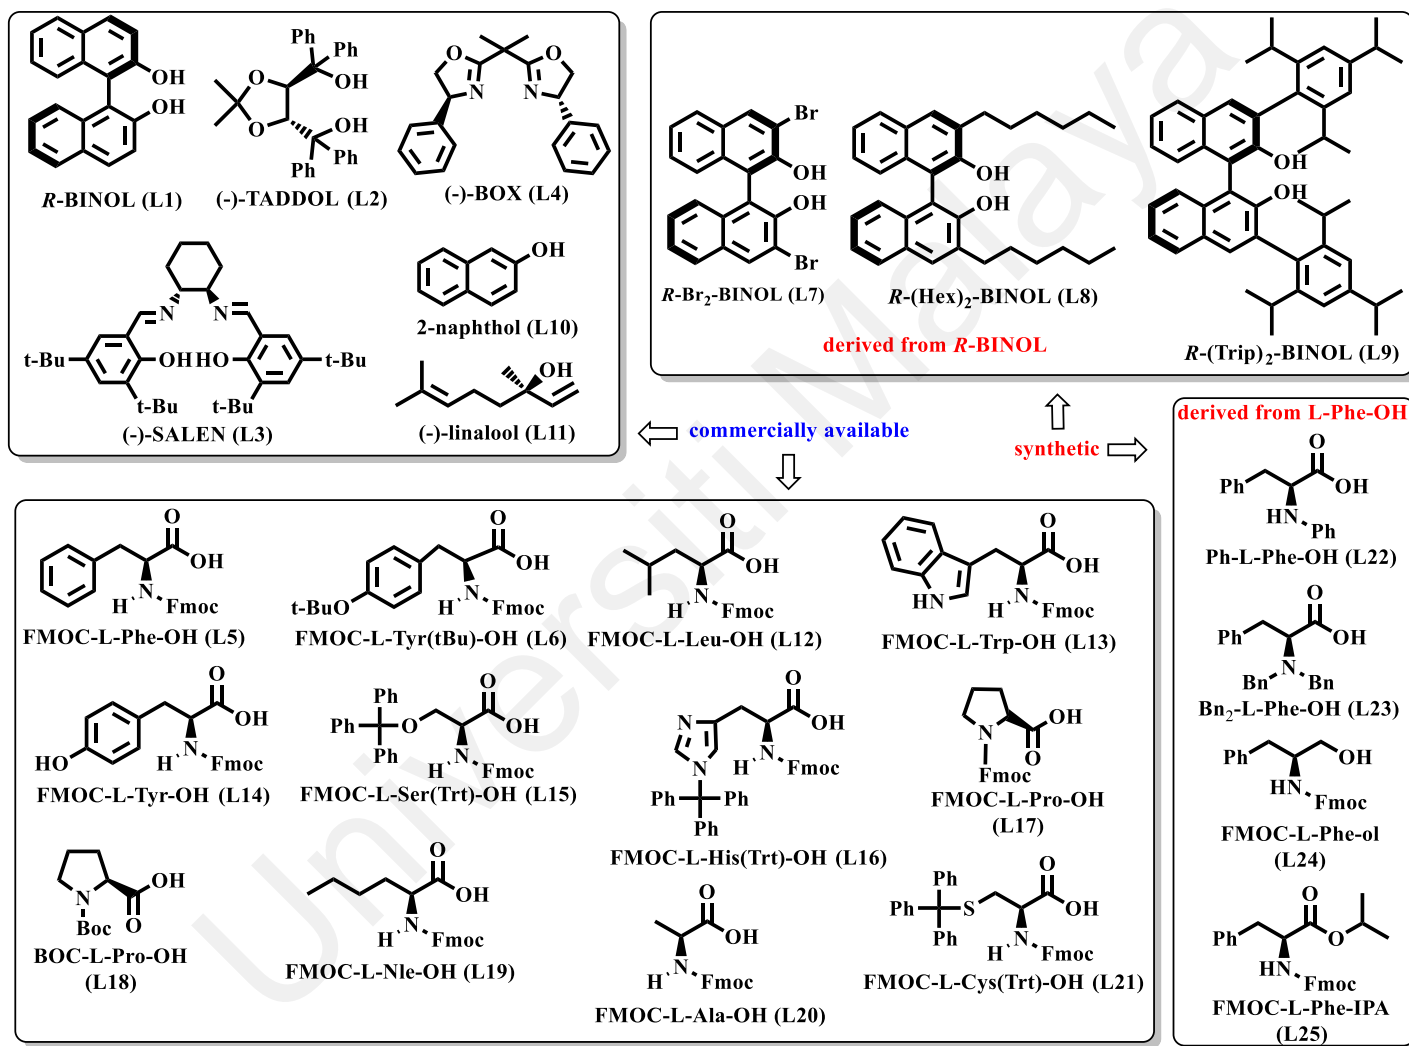 OH
OH
R-BINOL (L1)
Ph
Ph
OH
O
O
OH
Ph
Ph
(-)-TADDOL (L2)
O
O
N
N
(-)-BOX (L4)
N
N
t-Bu
OH
HO
t-Bu
t-Bu
t-Bu
(-)-SALEN (L3)
OH
2-naphthol (L10)
OH
(-)-linalool (L11)
Br
OH
OH
Br
R-Br2-BINOL (L7)
OH
OH
R-(Hex)2-BINOL (L8)
OH
OH
R-(Trip)2-BINOL (L9)
derived from R-BINOL
commercially available
synthetic
derived from L-Phe-OH
O
Ph
OH
HN
Ph
Ph-L-Phe-OH (L22)
O
Ph
OH
N
Bn
Bn
Bn2-L-Phe-OH (L23)
Ph
OH
HN
Fmoc
FMOC-L-Phe-ol
(L24)
O
Ph
O
HN
Fmoc
FMOC-L-Phe-IPA
(L25)
O
OH
H
N
Fmoc
FMOC-L-Phe-OH (L5)
O
OH
t-Bu
O
H
N
Fmoc
FMOC-L-Tyr(tBu)-OH (L6)
O
OH
H
N
Fmoc
FMOC-L-Leu-OH (L12)
O
OH
HN
H
N
Fmoc
FMOC-L-Trp-OH (L13)
O
OH
HO
H
N
Fmoc
FMOC-L-Tyr-OH (L14)
Ph
Ph
O
Ph
O
OH
H
N
Fmoc
FMOC-L-Ser(Trt)-OH (L15)
O
OH
N
N
H
N
Fmoc
Ph
Ph
Ph
FMOC-L-His(Trt)-OH (L16)
OH
N
O
Fmoc
FMOC-L-Pro-OH
(L17)
OH
N
O
Boc
BOC-L-Pro-OH
(L18)
O
OH
H
N
Fmoc
FMOC-L-Nle-OH (L19)
O
OH
H
N
Fmoc
FMOC-L-Ala-OH (L20)
Ph
Ph
S
Ph
O
OH
H
N
Fmoc
FMOC-L-Cys(Trt)-OH (L21)
Universiti Malaya